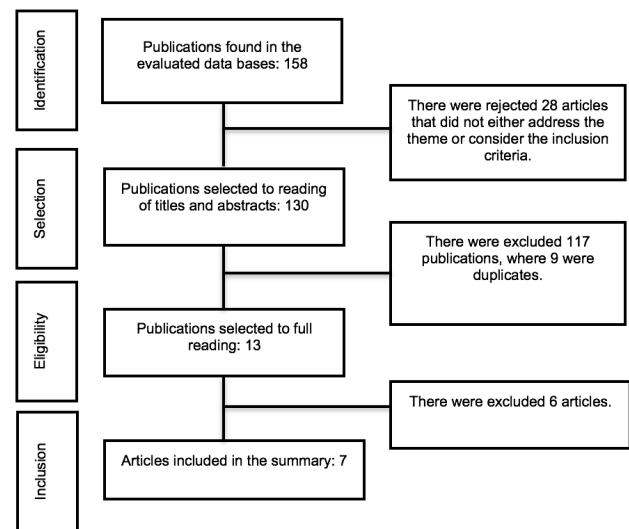 Identification
Publications found in the
evaluated data bases: 158
There were rejected 28 articles
that did not either address the
theme or consider the inclusion
criteria.
Selection
Publications selected to reading
of titles and abstracts: 130
There were excluded 117
publications, where 9 were
duplicates.
Eligibility
Publications selected to full
reading: 13
There were excluded 6 articles.
Inclusion
Articles included in the summary: 7